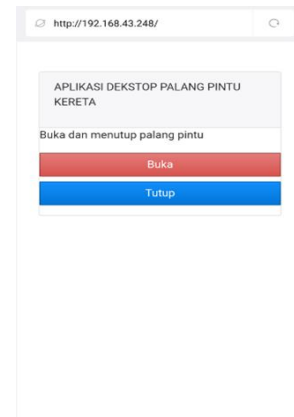 http://192.168.43.248/
APLIKASI DEKSTOP PALANG PINTU
KERETA
Buka dan menutup palang pintu
Buka
Tutup